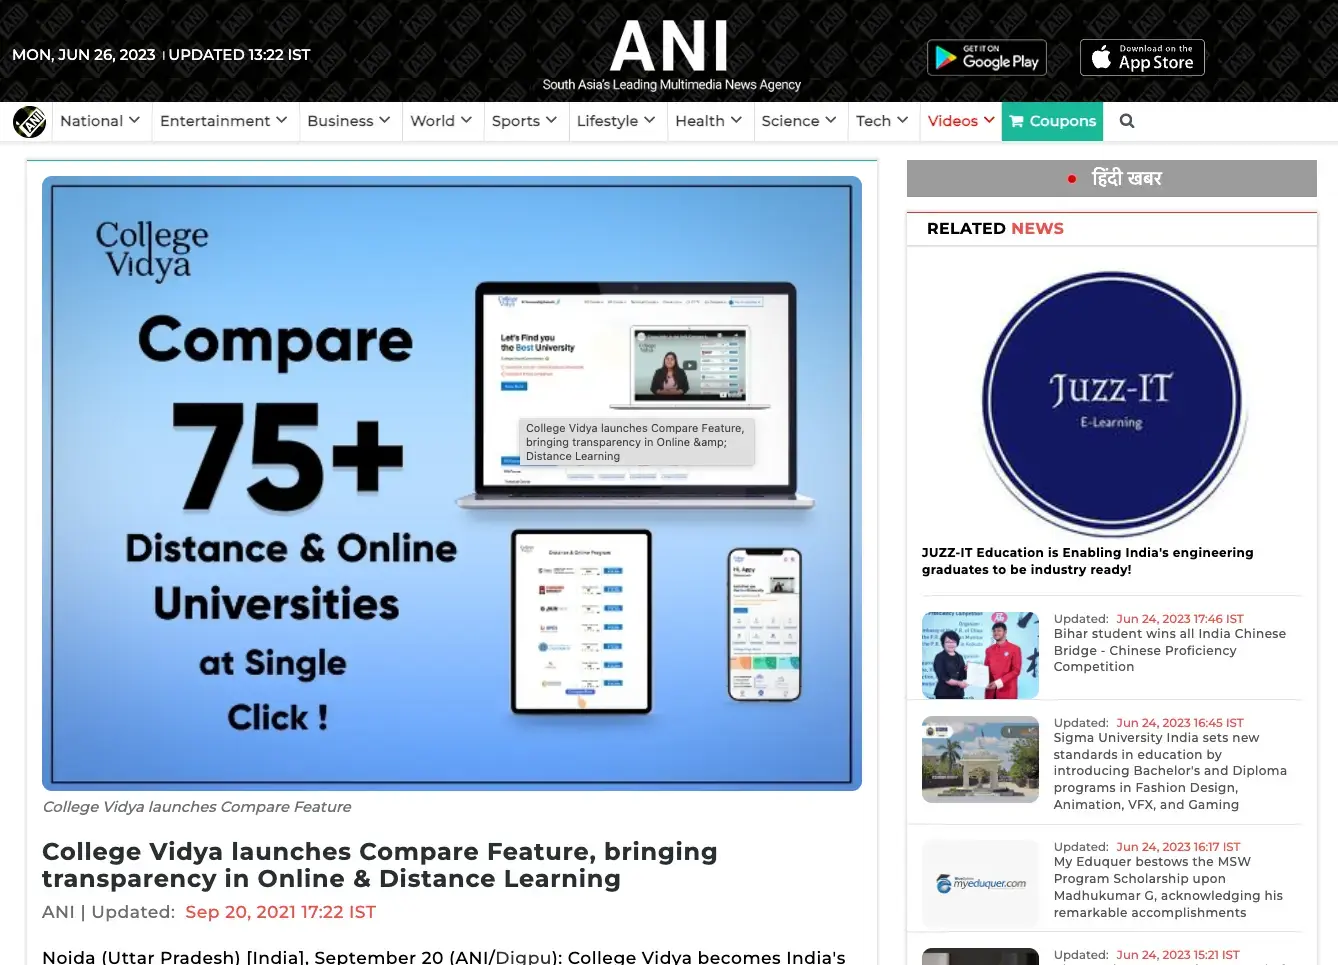 MON, JUN 26, 2023 | UPDATED 13:22 IST
ANI
South Asia's Leading Multimedia News Agency
GET IT ON
Google Play
Download on the
App Store
National
Entertainment
Business
World
Sports
Lifestyle
Health
Science
Tech
Videos
Coupons
College
Vidya
Compare
75+
Distance & Online
Universities
at Single
Click !
Let's Find you
the Best University
College Vidya launches Compare Feature,
bringing transparency in Online &amp;
Distance Learning
Distance & Online Program
College Vidya launches Compare Feature
College Vidya launches Compare Feature, bringing
transparency in Online & Distance Learning
ANI | Updated: Sep 20, 2021 17:22 IST
Noida (Uttar Pradesh) [India], September 20 (ANI/Digpu): College Vidya becomes India's
हिंदी खबर
RELATED NEWS
Juzz-IT
E-Learning
JUZZ-IT Education is Enabling India's engineering
graduates to be industry ready!
Updated: Jun 24, 2023 17:46 IST
Bihar student wins all India Chinese
Bridge - Chinese Proficiency
Competition
Updated: Jun 24, 2023 16:45 IST
Sigma University India sets new
standards in education by
introducing Bachelor's and Diploma
programs in Fashion Design,
Animation, VFX, and Gaming
myeduquer.com
Updated: Jun 24, 2023 16:17 IST
My Eduquer bestows the MSW
Program Scholarship upon
Madhukumar G, acknowledging his
remarkable accomplishments
Updated: Jun 24, 2023 15:21 IST